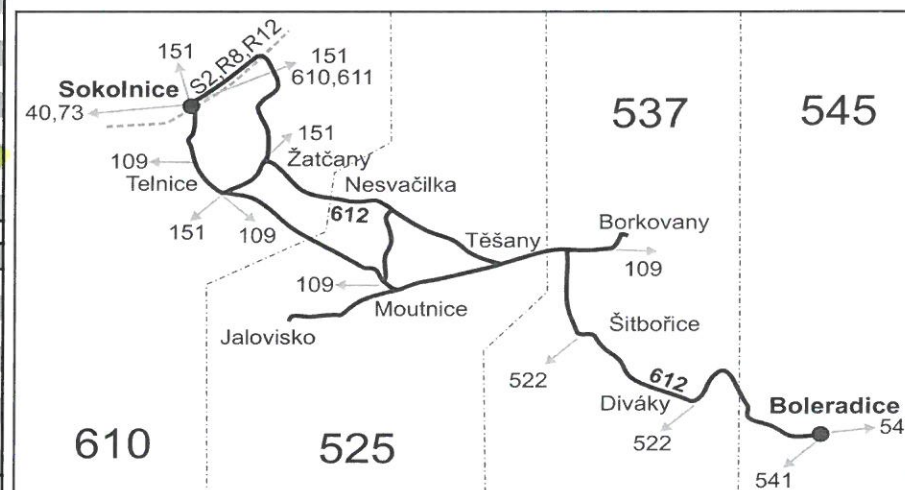 151
S2,R8,R12
151
610,611
Sokolnice
40,73
537
545
151
109
Žatčany
Telnice
Nesvačilka
612
151
109
Borkovany
Těšany
109
109
Moutnice
Jalovisko
Šitbořice
522
612
Diváky
Boleradice
522
54
541
610
525